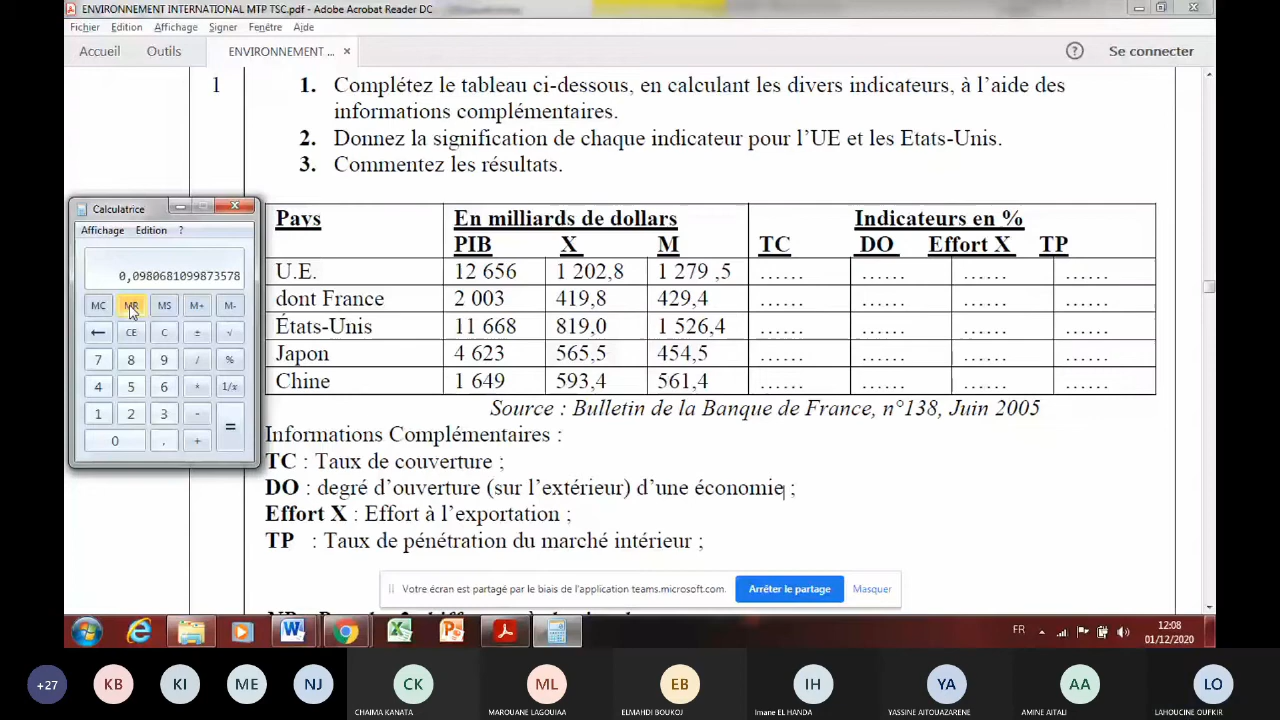 ENVIRONNEMENT INTERNATIONAL MTP TSC.pdf - Adobe Acrobat Reader DC
Fichier Edition Affichage Signer Fenêtre Aide
Accueil Outils ENVIRONNEMENT ... × ? Se connecter
1 1. Complétez le tableau ci-dessous, en calculant les divers indicateurs, à l’aide des
informations complémentaires.
2. Donnez la signification de chaque indicateur pour l’UE et les Etats-Unis.
3. Commentez les résultats.
Calculatrice
Affichage Edition ?
0,0980681099873578
MC MR MS M+ M-
← CE C ± √
7 8 9 / %
4 5 6 * 1/x
1 2 3 - =
0 . +
Pays En milliards de dollars Indicateurs en %
PIB X M TC DO Effort X TP
U.E. 12 656 1 202,8 1 279 ,5 ...... ...... ...... ......
dont France 2 003 419,8 429,4 ...... ...... ...... ......
États-Unis 11 668 819,0 1 526,4 ...... ...... ...... ......
Japon 4 623 565,5 454,5 ...... ...... ...... ......
Chine 1 649 593,4 561,4 ...... ...... ...... ......
Source : Bulletin de la Banque de France, n°138, Juin 2005
Informations Complémentaires :
TC : Taux de couverture ;
DO : degré d’ouverture (sur l’extérieur) d’une économie ;
Effort X : Effort à l’exportation ;
TP : Taux de pénétration du marché intérieur ;
Votre écran est partagé par le biais de l'application teams.microsoft.com. Arrêter le partage Masquer
FR 12:08
01/12/2020
+27 KB KI ME NJ CK ML EB IH YA AA LO
CHAIMA KANATA MAROUANE LAGOUIAA ELMAHDI BOUKOJ Imane EL HANDA YASSINE AITOUAZARENE AMINE AITALI LAHOUCINE OUFKIR